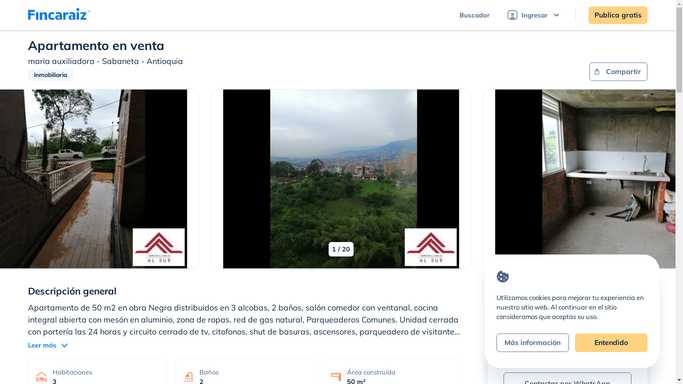 Fincaraiz
Buscador
Ingresar
Publica gratis
Apartamento en venta
maria auxiliadora - Sabaneta - Antioquia
Inmobiliaria
Compartir
AL SUR
1 / 20
AL SUR
Descripción general
Apartamento de 50 m2 en obra Negra distribuidos en 3 alcobas, 2 baños, salón comedor con ventanal, cocina
integral abierta con mesón en aluminio, zona de ropas, red de gas natural, Parqueaderos Comunes. Unidad cerrada
con portería las 24 horas y circuito cerrado de tv, citofonos, shut de basuras, ascensores, parqueadero de visitante...
Leer más
Habitaciones
3
Baños
2
Área construida
50 m²
Utilizamos cookies para mejorar tu experiencia en
nuestro sitio web. Al continuar en el sitio
consideramos que aceptas su uso.
Más información
Entendido
Contactar por WhatsApp